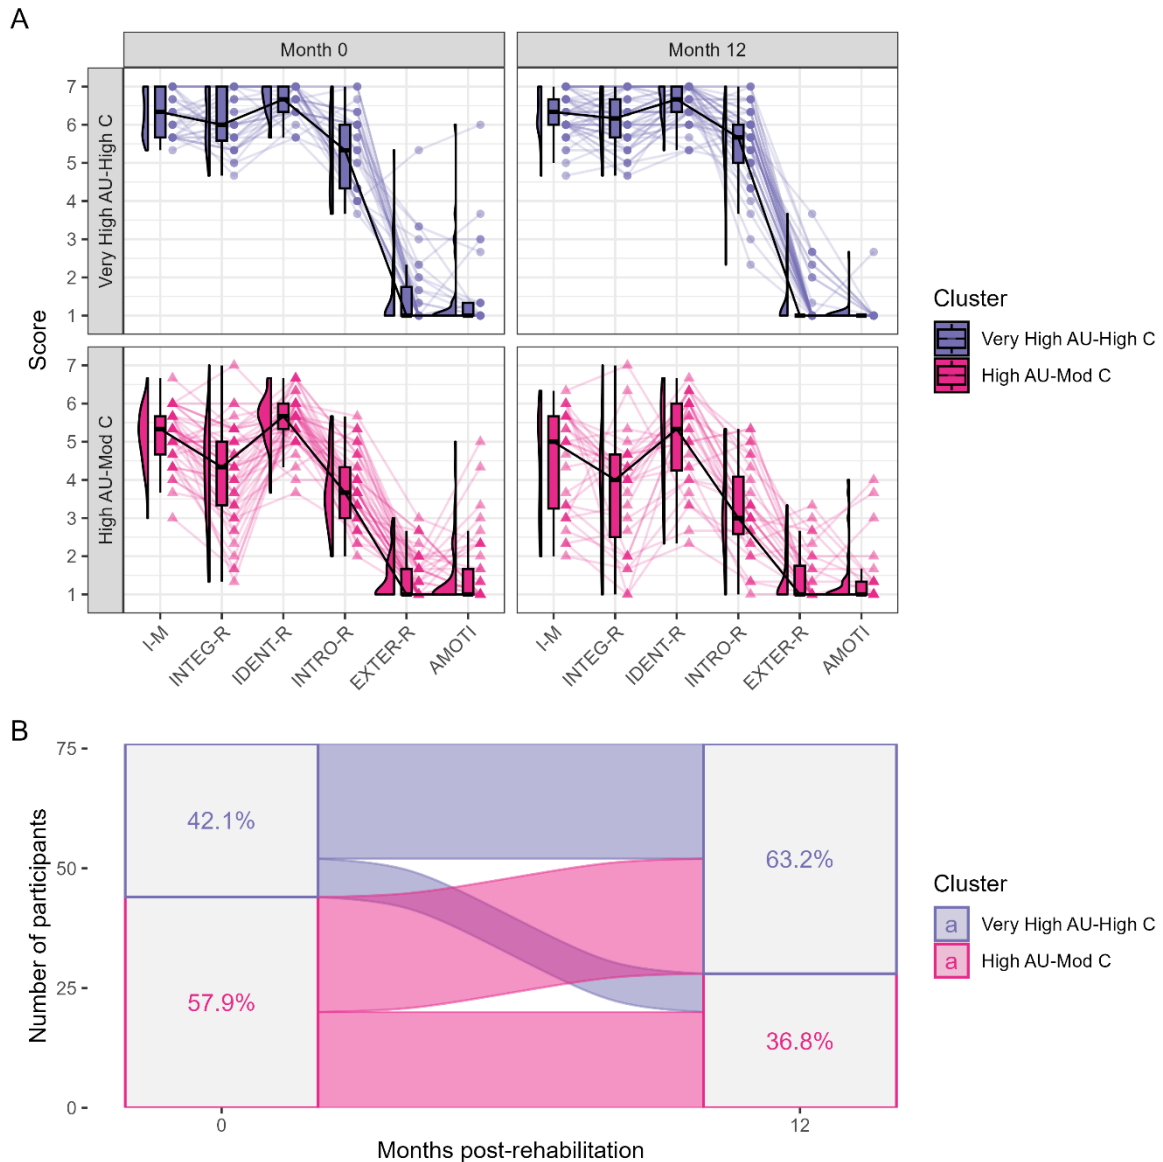 A
Month 0
Month 12
Score
Very High AU-High C
7
6
5
4
3
2
1
High AU-Mod C
7
6
5
4
3
2
1
I-M
INTEG-R
IDENT-R
INTRO-R
EXTER-R
AMOTI
I-M
INTEG-R
IDENT-R
INTRO-R
EXTER-R
AMOTI
Cluster
Very High AU-High C
High AU-Mod C
B
Number of participants
75
50
25
0
42.1%
57.9%
63.2%
36.8%
0
12
Months post-rehabilitation
Cluster
a Very High AU-High C
a High AU-Mod C